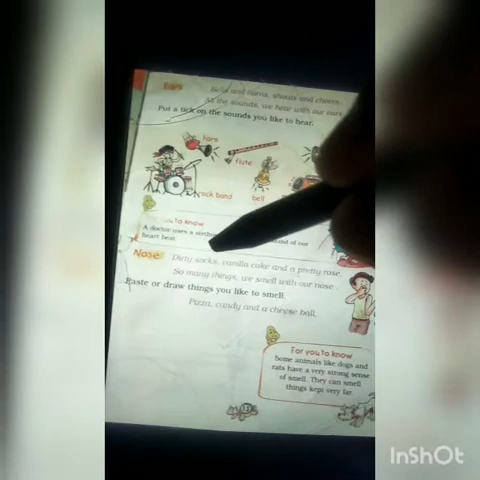 Ears
Bells and horns, shouts and cheers,
All the sounds, we hear with our ears.
Put a tick on the sounds you like to hear.
horn
flute
rock band
bell
to know
A doctor uses a
sound of our
heart beat.
Nose
Dirty socks, vanilla cake and a pretty rose,
So many things, we smell with our nose.
Paste or draw things you like to smell.
Pizza, candy and a cheese ball.
For you to know
Some animals like dogs and
rats have a very strong sense
of smell. They can smell
things kept very far.
InShOt